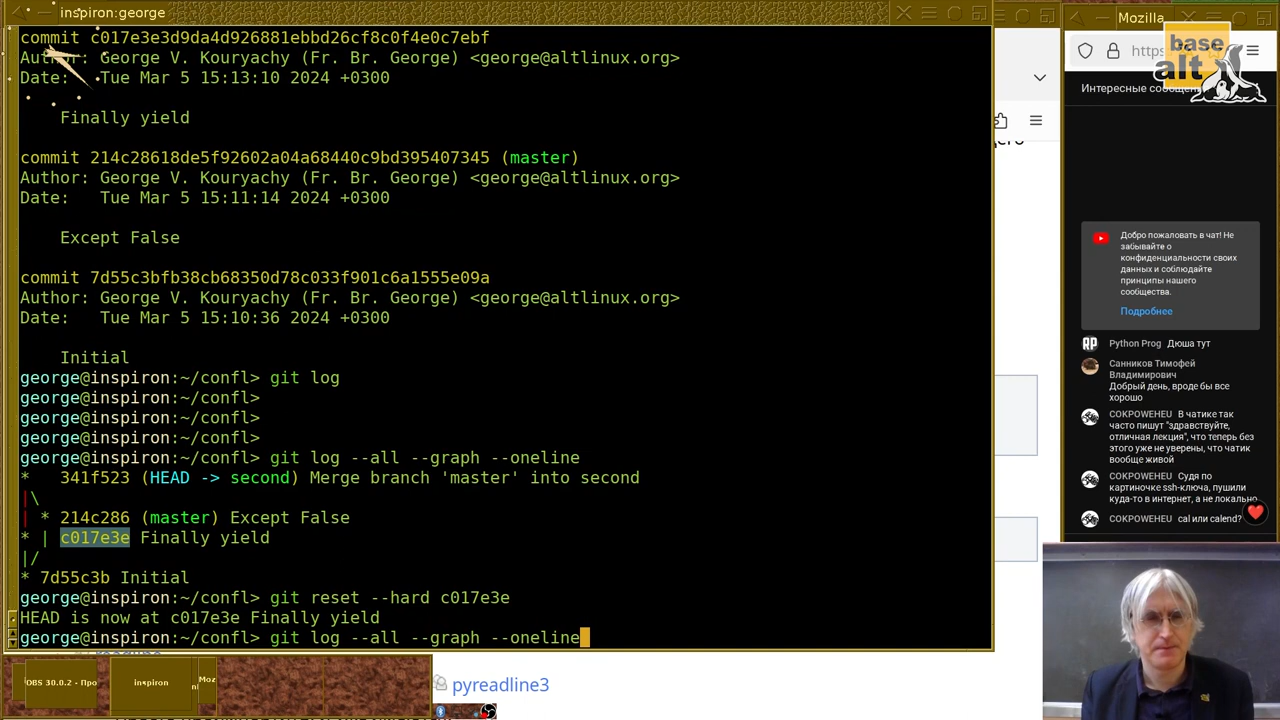 inspiron:george
commit c017e3e3d9da4d926881ebbd26cf8c0f4e0c7ebf
Author: George V. Kouryachy (Fr. Br. George) <george@altlinux.org>
Date:   Tue Mar 5 15:13:10 2024 +0300
Finally yield
commit 214c28618de5f92602a04a68440c9bd395407345 (master)
Author: George V. Kouryachy (Fr. Br. George) <george@altlinux.org>
Date:   Tue Mar 5 15:11:14 2024 +0300
Except False
commit 7d55c3bfb38cb68350d78c033f901c6a1555e09a
Author: George V. Kouryachy (Fr. Br. George) <george@altlinux.org>
Date:   Tue Mar 5 15:10:36 2024 +0300
Initial
george@inspiron:~/confl> git log
george@inspiron:~/confl>
george@inspiron:~/confl>
george@inspiron:~/confl>
george@inspiron:~/confl> git log --all --graph --oneline
*   341f523 (HEAD -> second) Merge branch 'master' into second
|\
| * 214c286 (master) Except False
* | c017e3e Finally yield
|/
* 7d55c3b Initial
george@inspiron:~/confl> git reset --hard c017e3e
HEAD is now at c017e3e Finally yield
george@inspiron:~/confl> git log --all --graph --oneline
OBS 30.0.2 - Про
inspiron
Moz
pyreadline3
Mozilla
https
base
alt
Интересные сообщен
Добро пожаловать в чат! Не
забывайте о
конфиденциальности своих
данных и соблюдайте
принципы нашего
сообщества.
Подробнее
Python Prog Дюша тут
Санников Тимофей
Владимирович
Добрый день, вроде бы все
хорошо
COKPOWEHEU В чатике так
часто пишут "здравствуйте,
отличная лекция", что теперь без
этого уже не уверены, что чатик
вообще живой
COKPOWEHEU Судя по
картиночке ssh-ключа, пушили
куда-то в интернет, а не локально
COKPOWEHEU cal или calend?